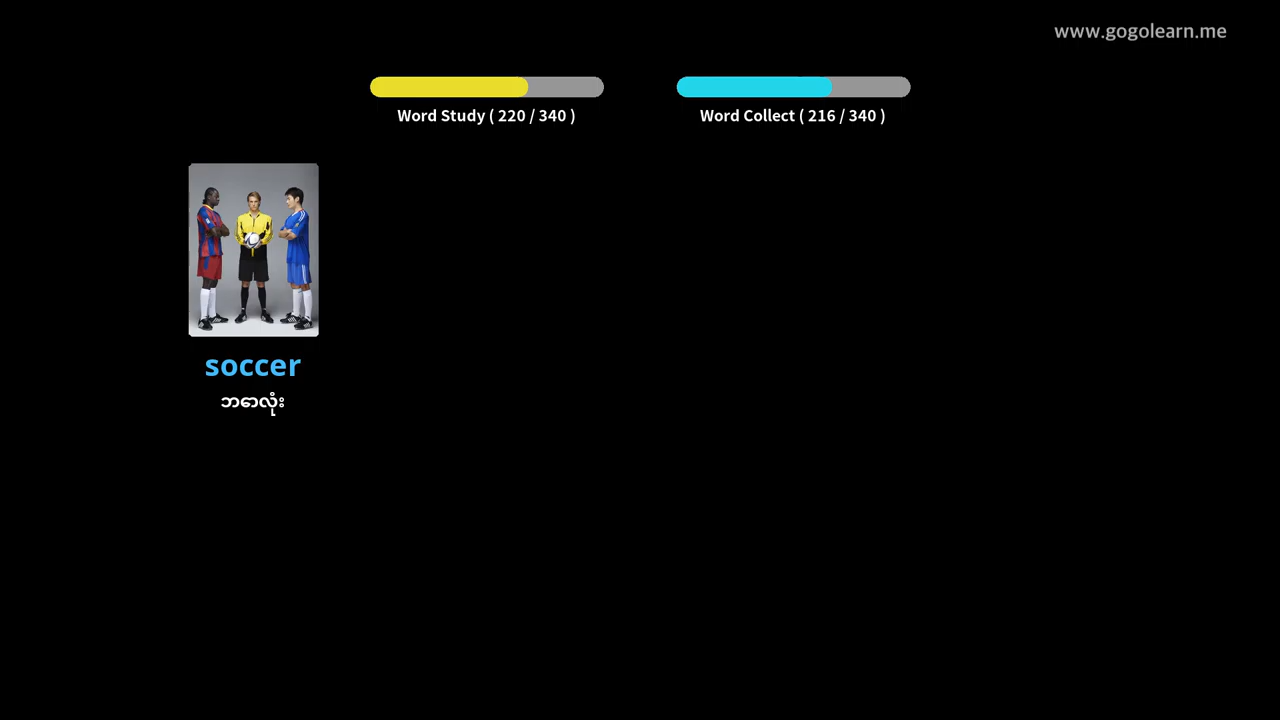 www.gogolearn.me
Word Study ( 220 / 340 )
Word Collect ( 216 / 340 )
soccer
ဘောလုံး